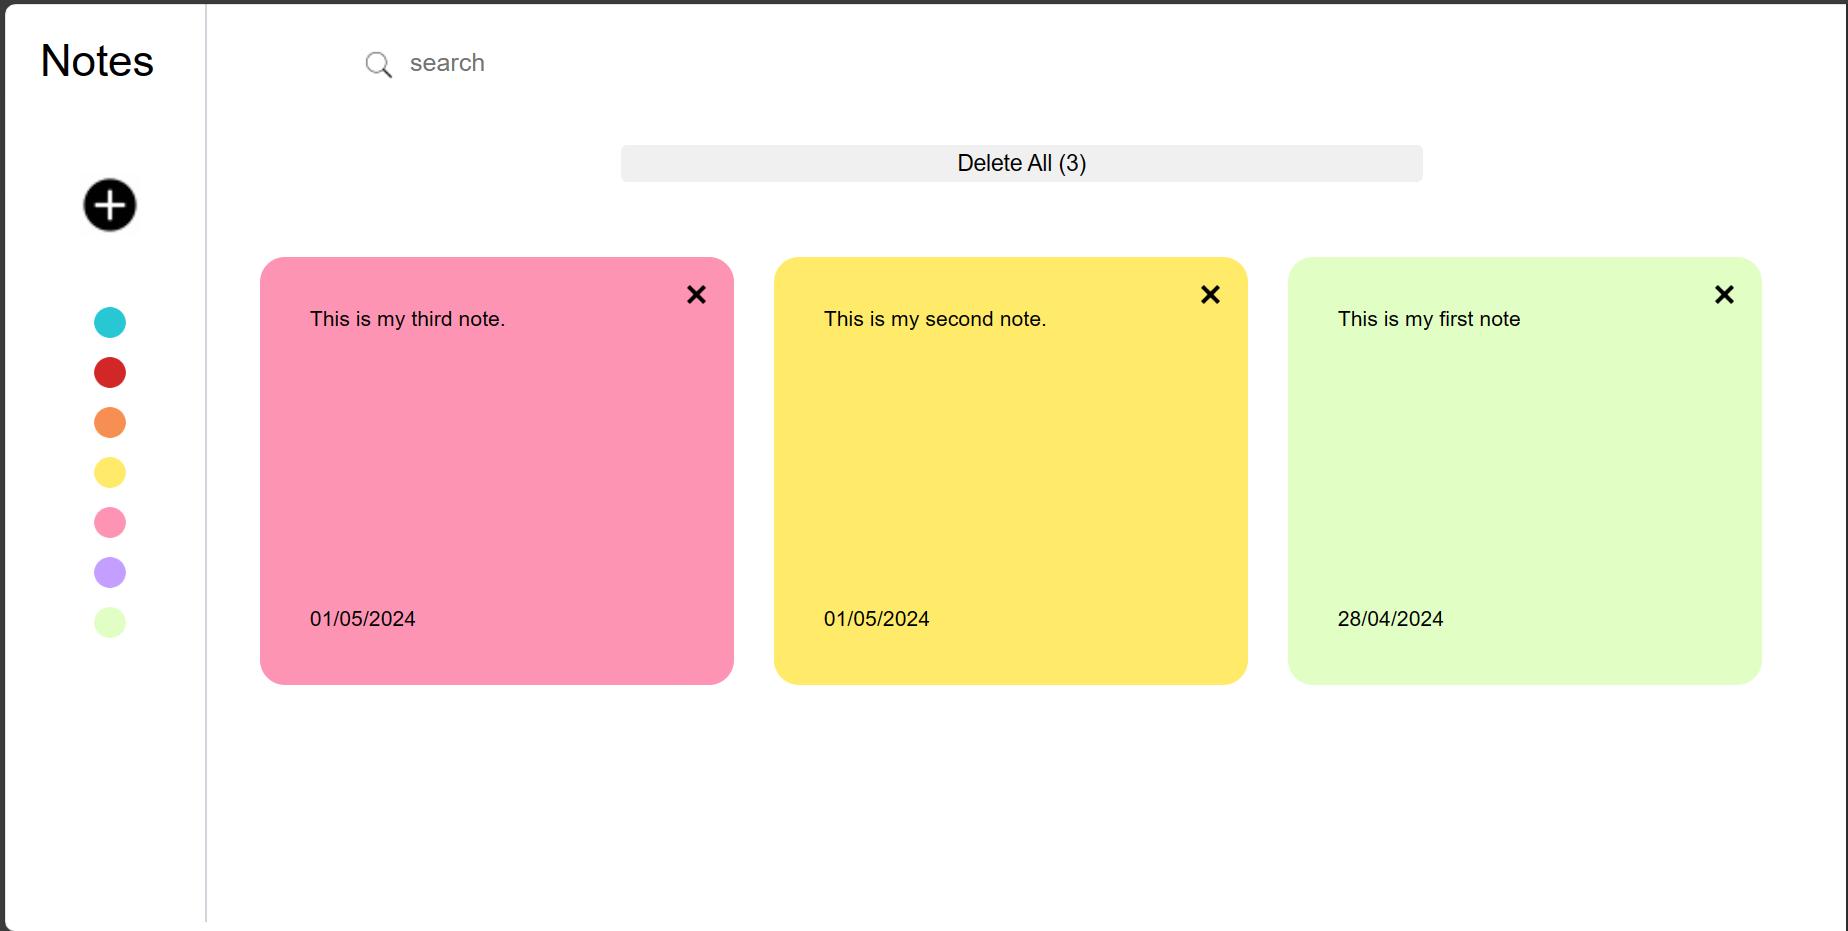 Notes
search
Delete All (3)
This is my third note.
01/05/2024
This is my second note.
01/05/2024
This is my first note
28/04/2024